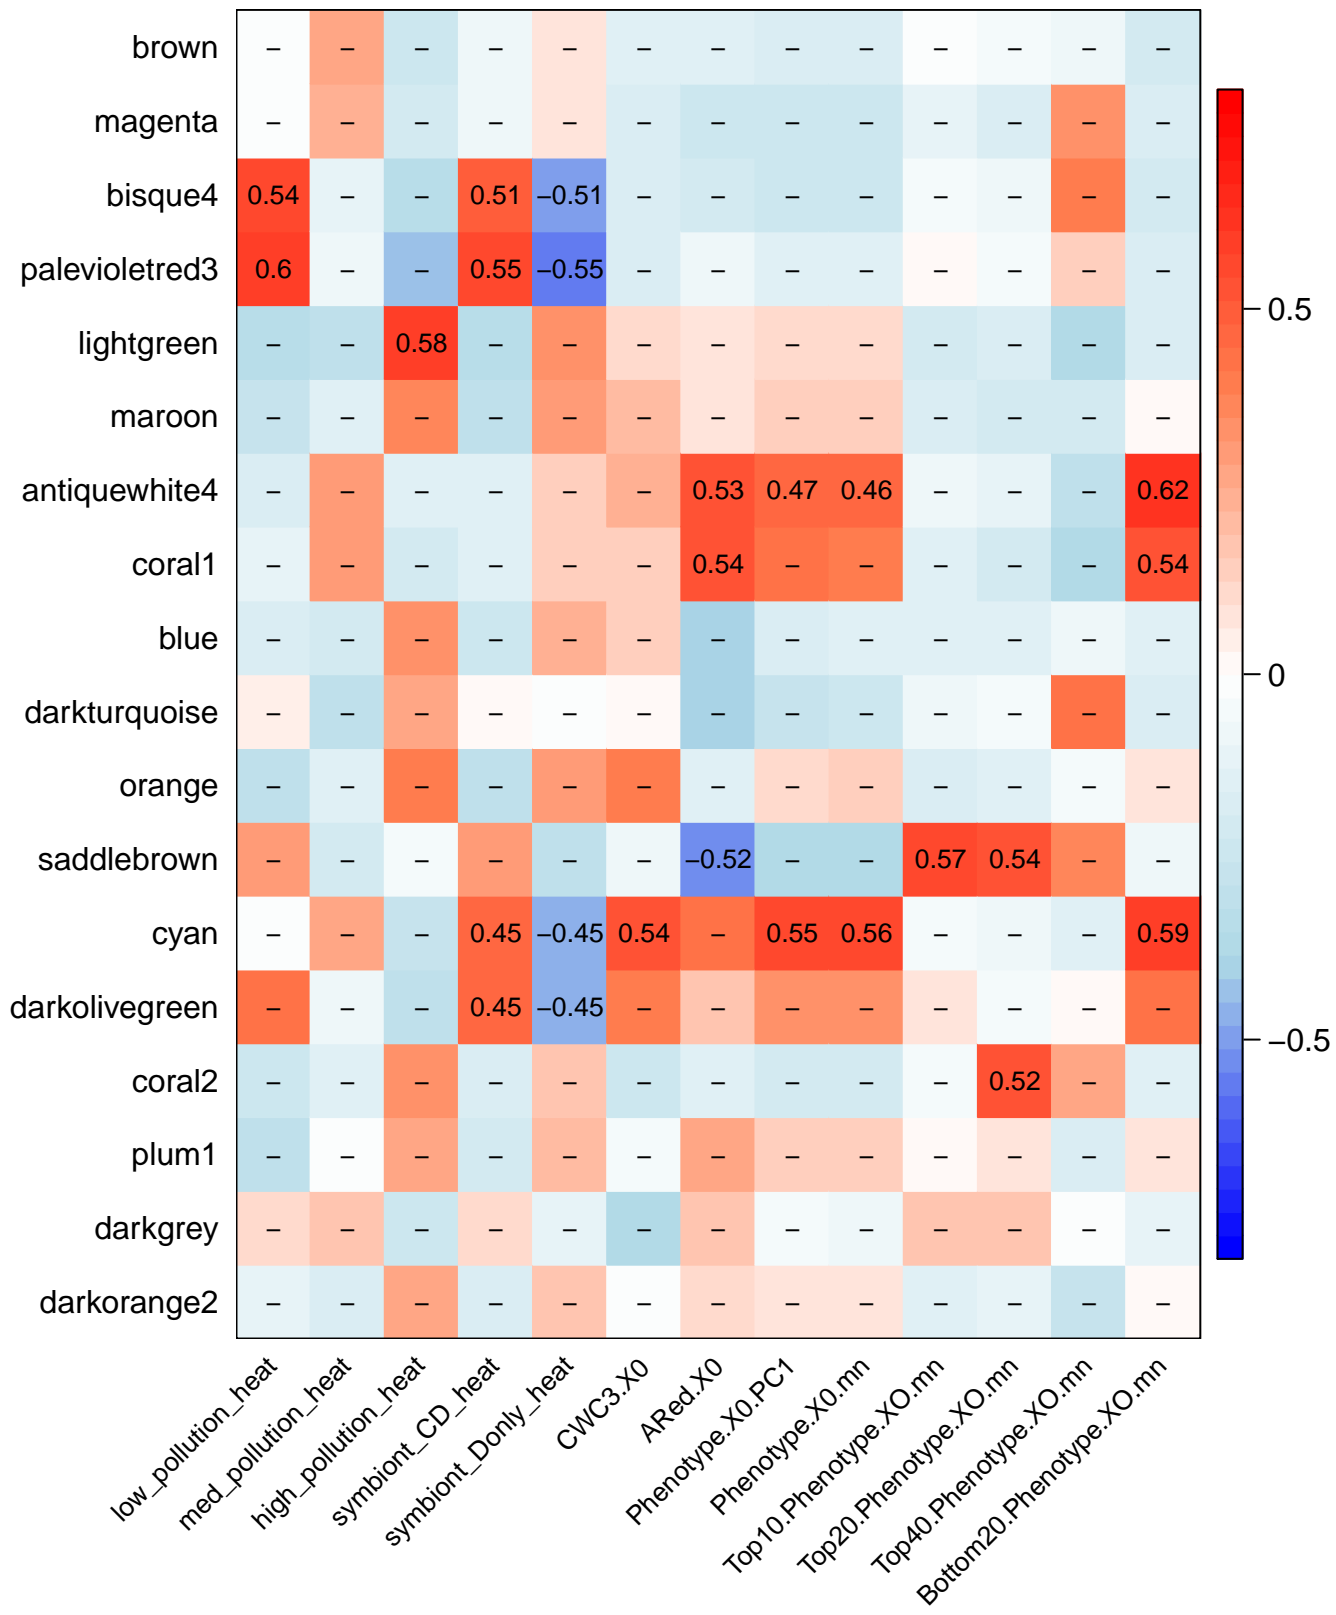 brown – – – – – – – – – – – – –
magenta – – – – – – – – – – – – –
bisque4 0.54 – – 0.51 −0.51 – – – – – – – –
palevioletred3 0.6 – – 0.55 −0.55 – – – – – – – –
lightgreen – – 0.58 – – – – – – – – – –
maroon – – – – – – – – – – – – –
antiquewhite4 – – – – – – 0.53 0.47 0.46 – – – 0.62
coral1 – – – – – – 0.54 – – – – – 0.54
blue – – – – – – – – – – – – –
darkturquoise – – – – – – – – – – – – –
orange – – – – – – – – – – – – –
saddlebrown – – – – – – −0.52 – – 0.57 0.54 – –
cyan – – – 0.45 −0.45 0.54 – 0.55 0.56 – – – 0.59
darkolivegreen – – – 0.45 −0.45 – – – – – – – –
coral2 – – – – – – – – – – 0.52 – –
plum1 – – – – – – – – – – – – –
darkgrey – – – – – – – – – – – – –
darkorange2 – – – – – – – – – – – – –
low_pollution_heat
med_pollution_heat
high_pollution_heat
symbiont_CD_heat
symbiont_Donly_heat
CWC3.X0
ARed.X0
Phenotype.X0.PC1
Phenotype.X0.mn
Top10.Phenotype.XO.mn
Top20.Phenotype.XO.mn
Top40.Phenotype.XO.mn
Bottom20.Phenotype.XO.mn
0.5
0
−0.5